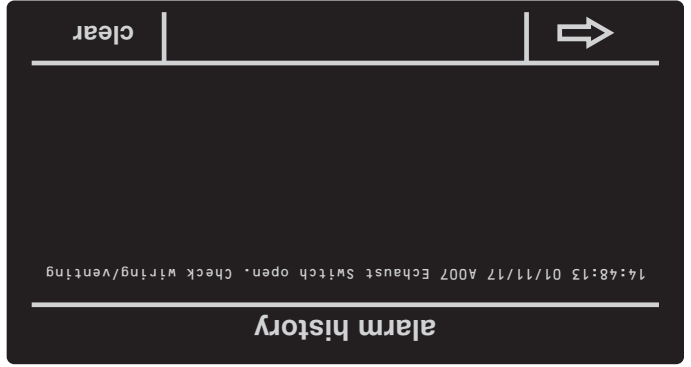 alarm history
14:48:13 01/11/17 A007 Exhaust Switch open. Check wiring/venting
clear